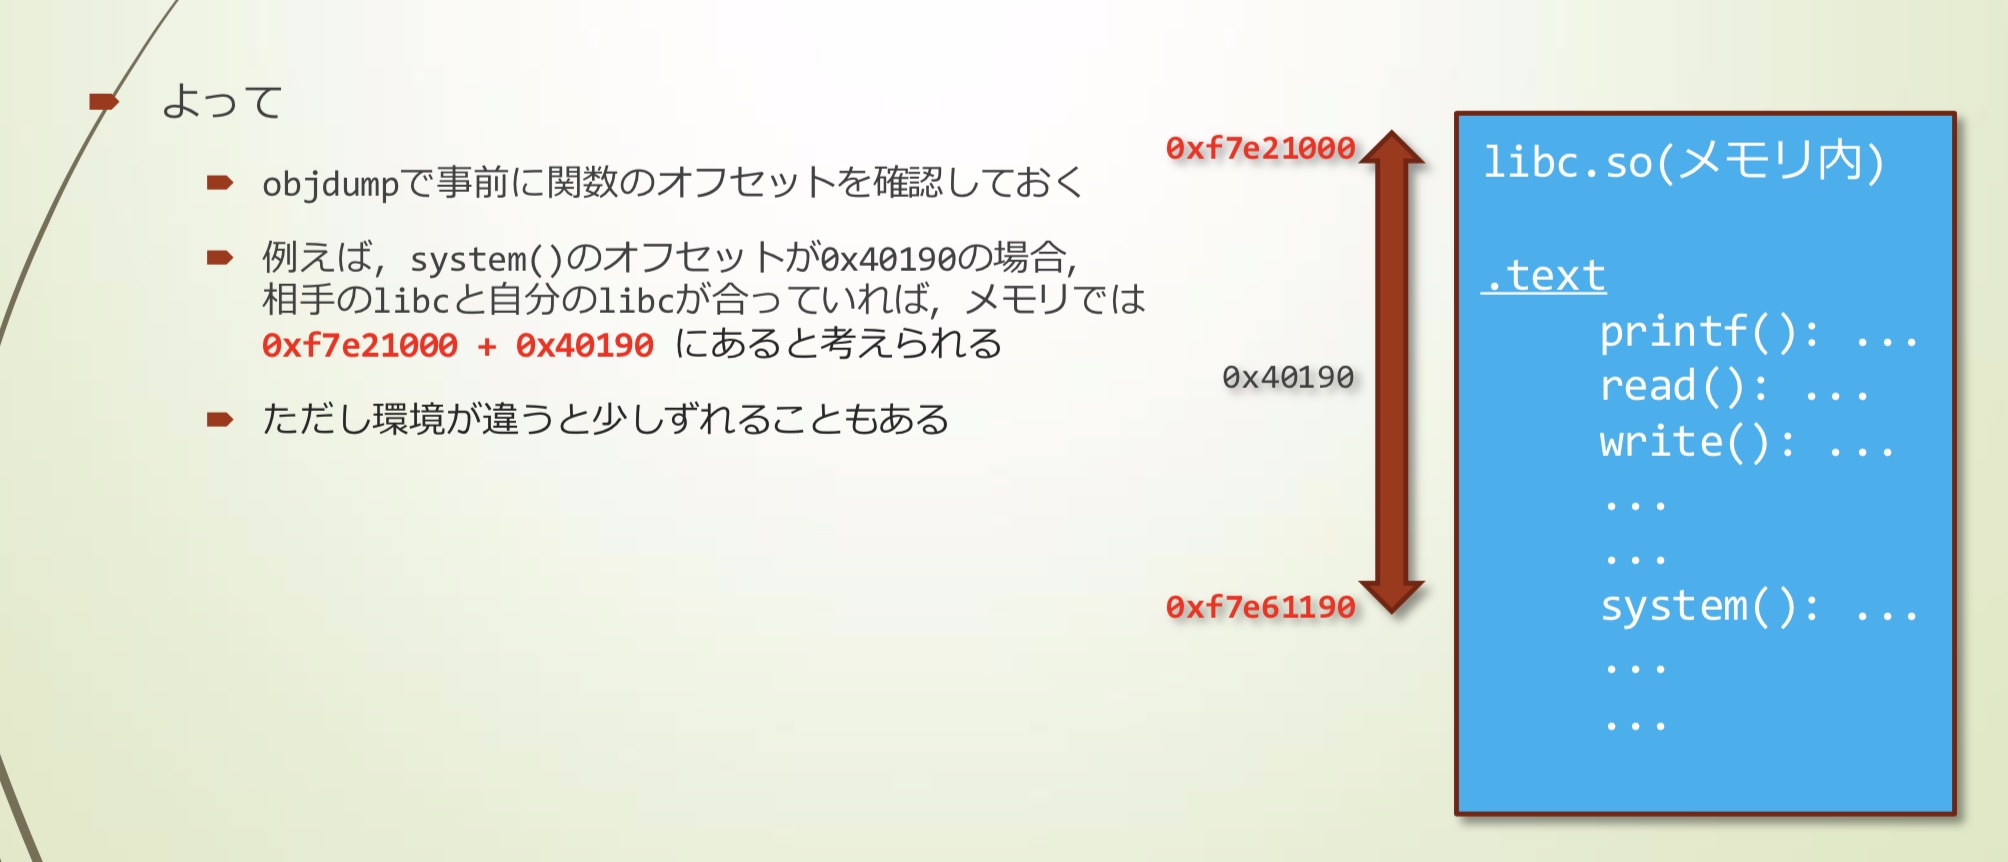 よって
objdumpで事前に関数のオフセットを確認しておく
例えば，system()のオフセットが0x40190の場合，
相手のlibcと自分のlibcが合っていれば，メモリでは
0xf7e21000 + 0x40190 にあると考えられる
ただし環境が違うと少しずれることもある
0xf7e21000
0x40190
0xf7e61190
libc.so(メモリ内)
.text
printf(): ...
read(): ...
write(): ...
...
...
system(): ...
...
...